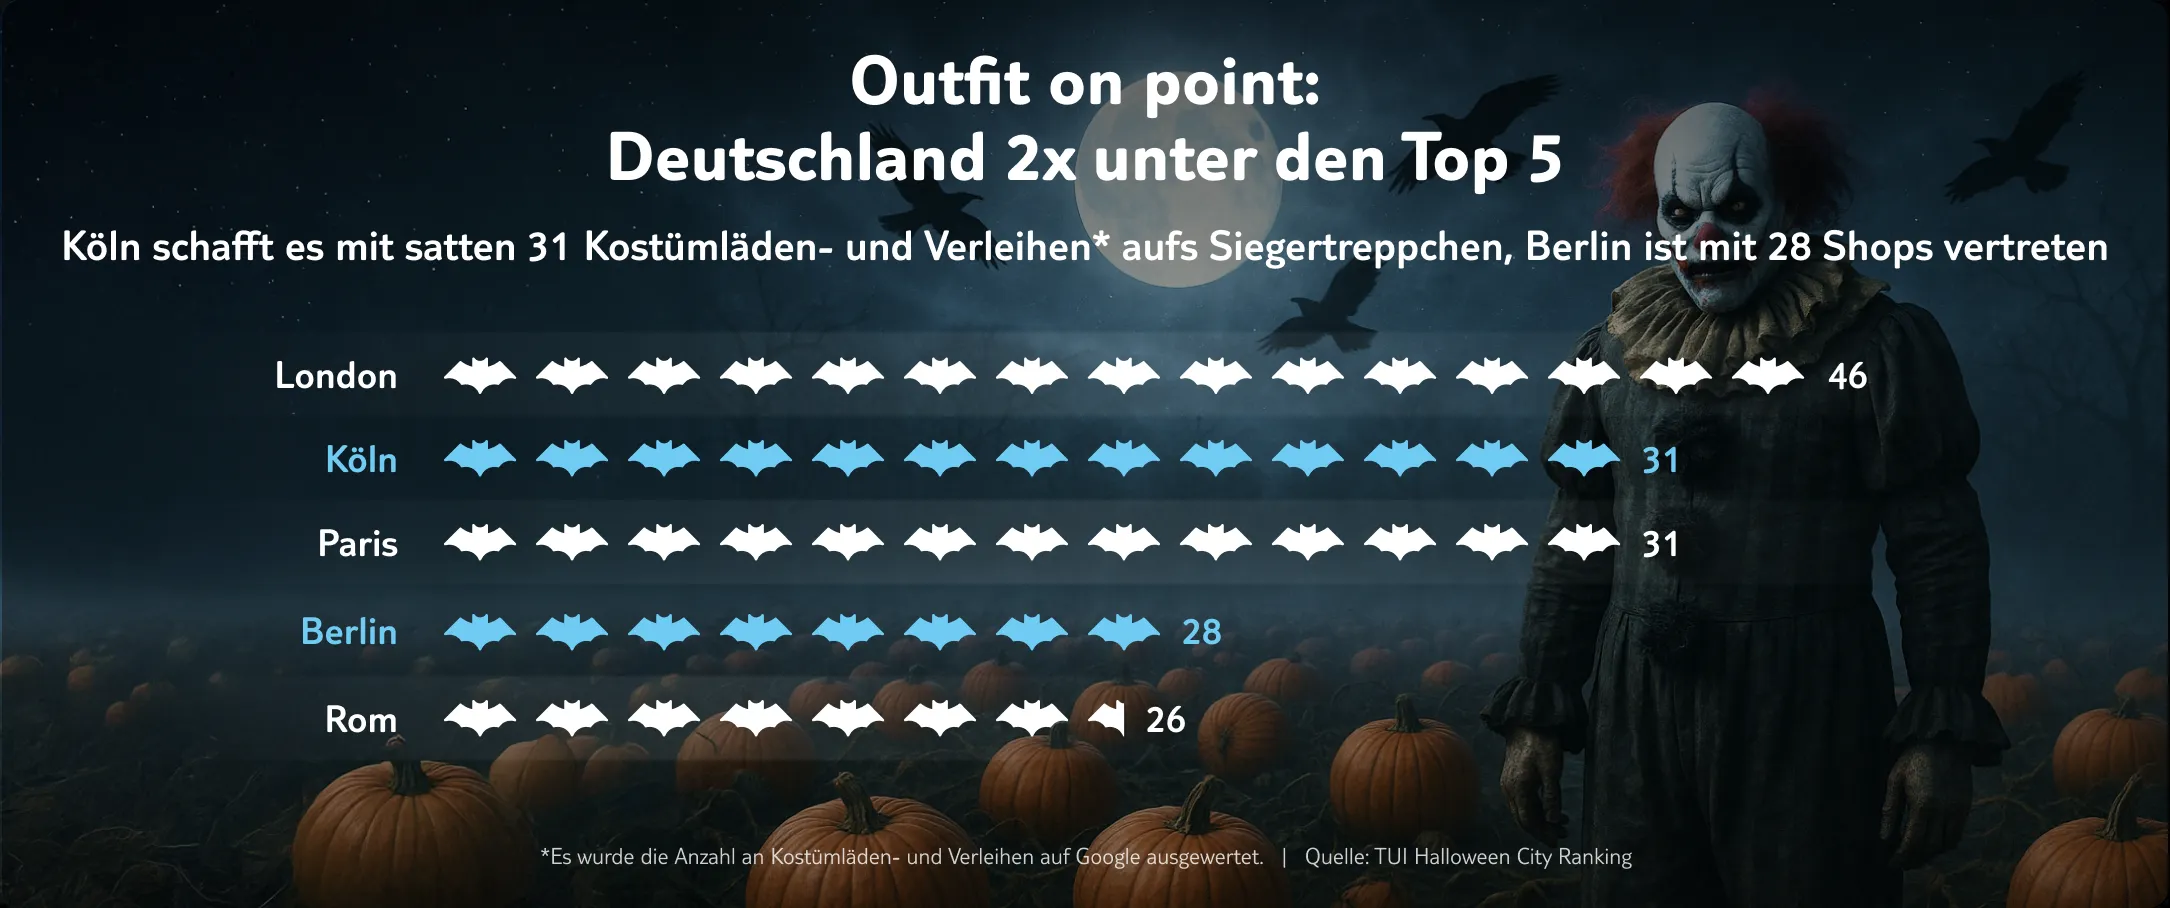 Outfit on point:
Deutschland 2x unter den Top 5
Köln schafft es mit satten 31 Kostümläden- und Verleihen* aufs Siegertreppchen, Berlin ist mit 28 Shops vertreten
London 46
Köln 31
Paris 31
Berlin 28
Rom 26
*Es wurde die Anzahl an Kostümläden- und Verleihen auf Google ausgewertet. | Quelle: TUI Halloween City Ranking